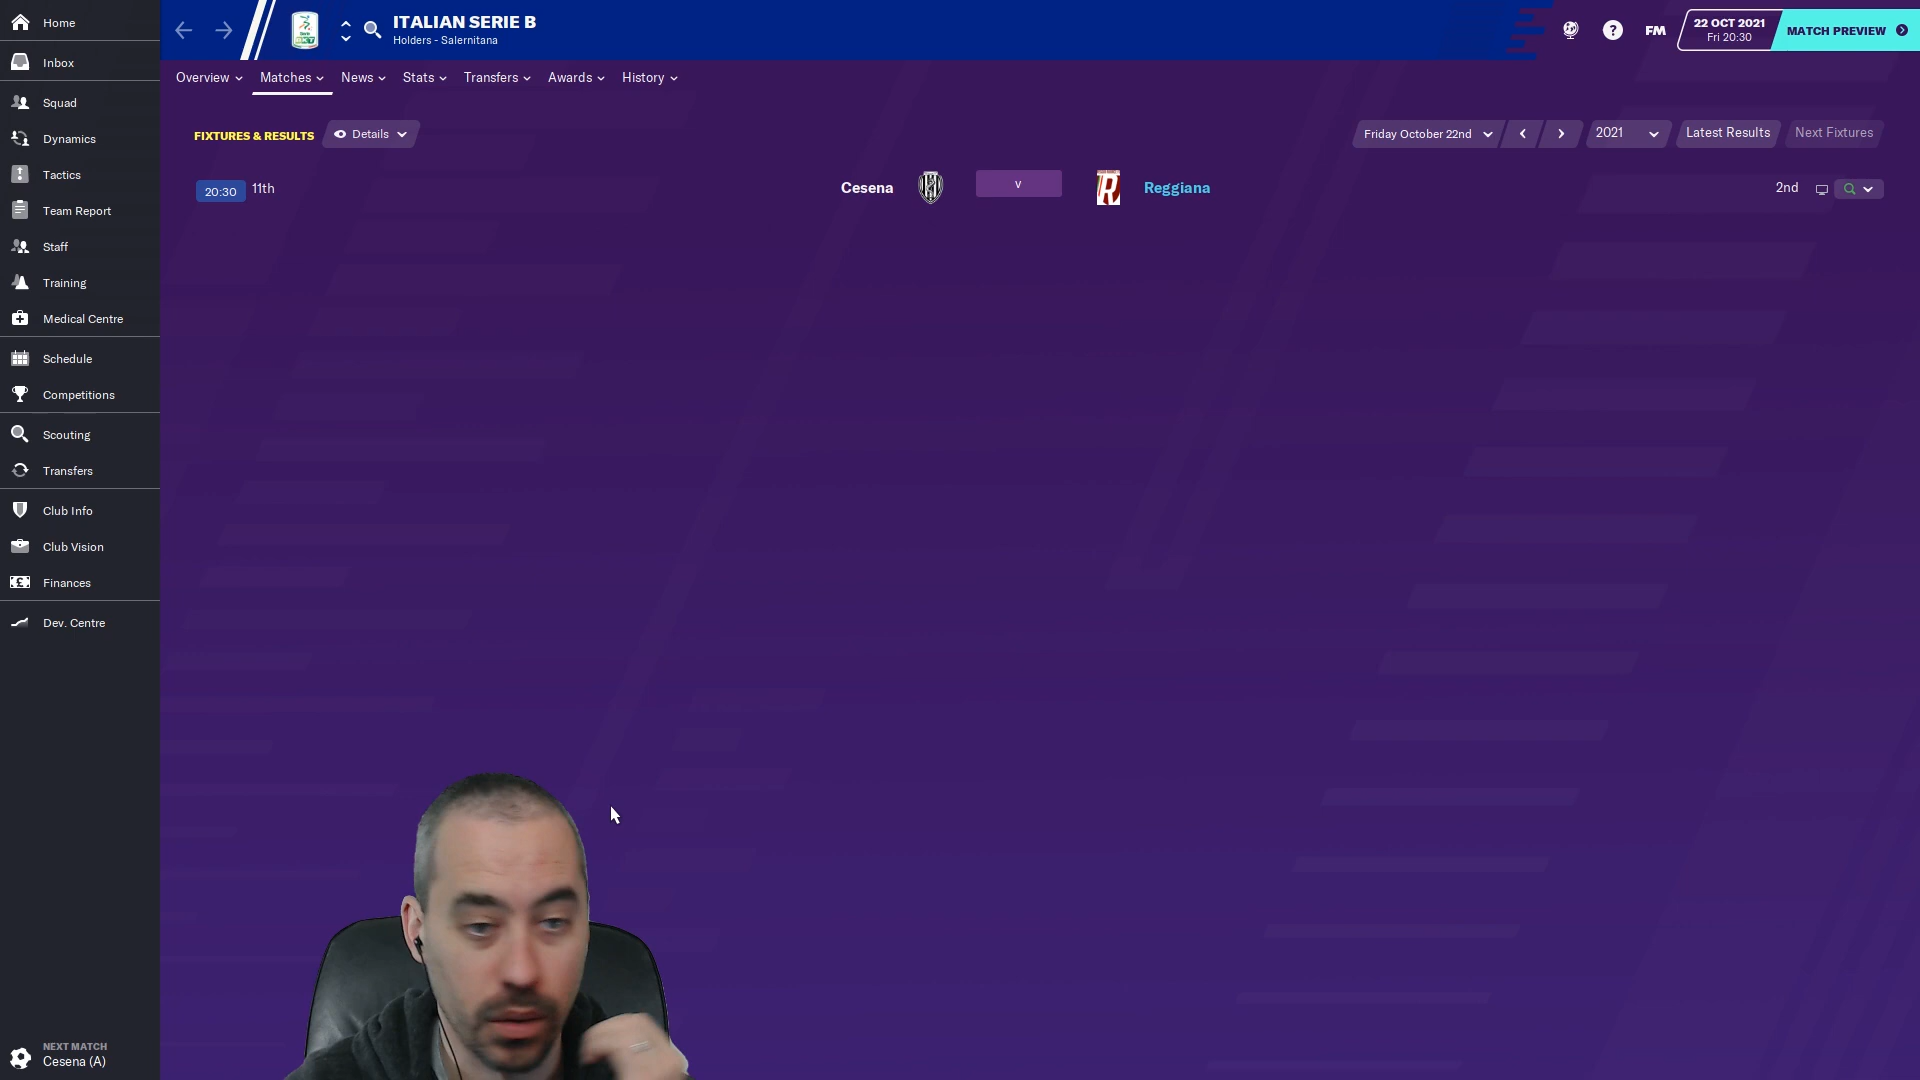 Home
Inbox
Squad
Dynamics
Tactics
Team Report
Staff
Training
Medical Centre
Schedule
Competitions
Scouting
Transfers
Club Info
Club Vision
Finances
Dev. Centre
NEXT MATCH
Cesena (A)
ITALIAN SERIE B
Holders - Salernitana
FM
22 OCT 2021
Fri 20:30
MATCH PREVIEW
Overview Matches News Stats Transfers Awards History
FIXTURES & RESULTS Details Friday October 22nd 2021 Latest Results Next Fixtures
20:30 11th Cesena v R Reggiana 2nd